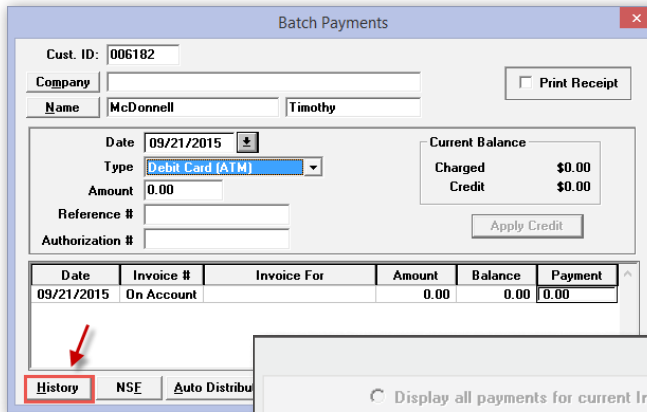 Batch Payments
Cust. ID: 006182
Company
Print Receipt
Name McDonnell Timothy
Date 09/21/2015
Type Debit Card (ATM)
Amount 0.00
Reference #
Authorization #
Current Balance
Charged $0.00
Credit $0.00
Apply Credit
Date Invoice # Invoice For Amount Balance Payment
09/21/2015 On Account 0.00 0.00 0.00
History NSF Auto Distribu
Display all payments for current In